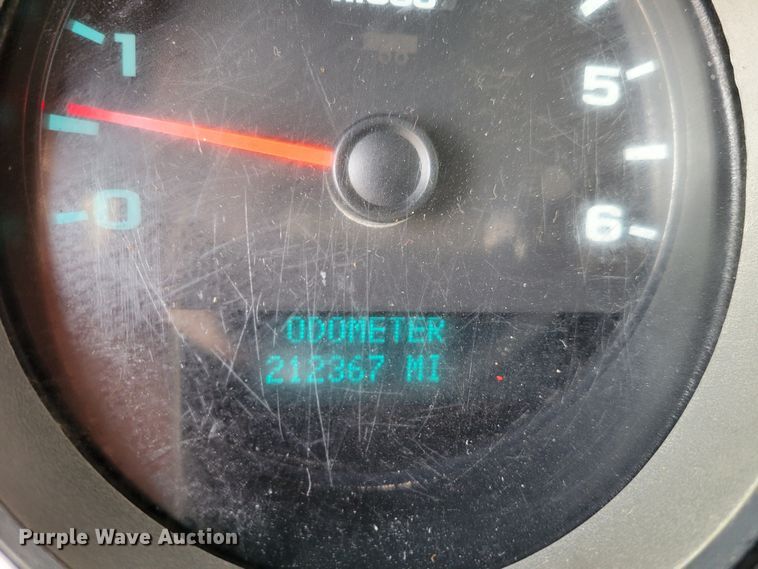 1
5
0
6
ODOMETER
212367 MI
Purple Wave Auction